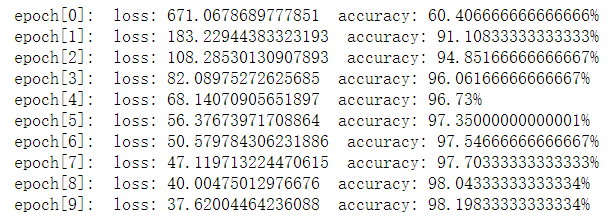 epoch[0]: loss: 671.0678689777851 accuracy: 60.406666666666666%
epoch[1]: loss: 183.22944383323193 accuracy: 91.10833333333333%
epoch[2]: loss: 108.28530130907893 accuracy: 94.85166666666667%
epoch[3]: loss: 82.08975272625685 accuracy: 96.06166666666667%
epoch[4]: loss: 68.14070905651897 accuracy: 96.73%
epoch[5]: loss: 56.37673971708864 accuracy: 97.35000000000001%
epoch[6]: loss: 50.579784306231886 accuracy: 97.54666666666667%
epoch[7]: loss: 47.119713224470615 accuracy: 97.70333333333333%
epoch[8]: loss: 40.00475012976676 accuracy: 98.04333333333334%
epoch[9]: loss: 37.62004464236088 accuracy: 98.19833333333334%